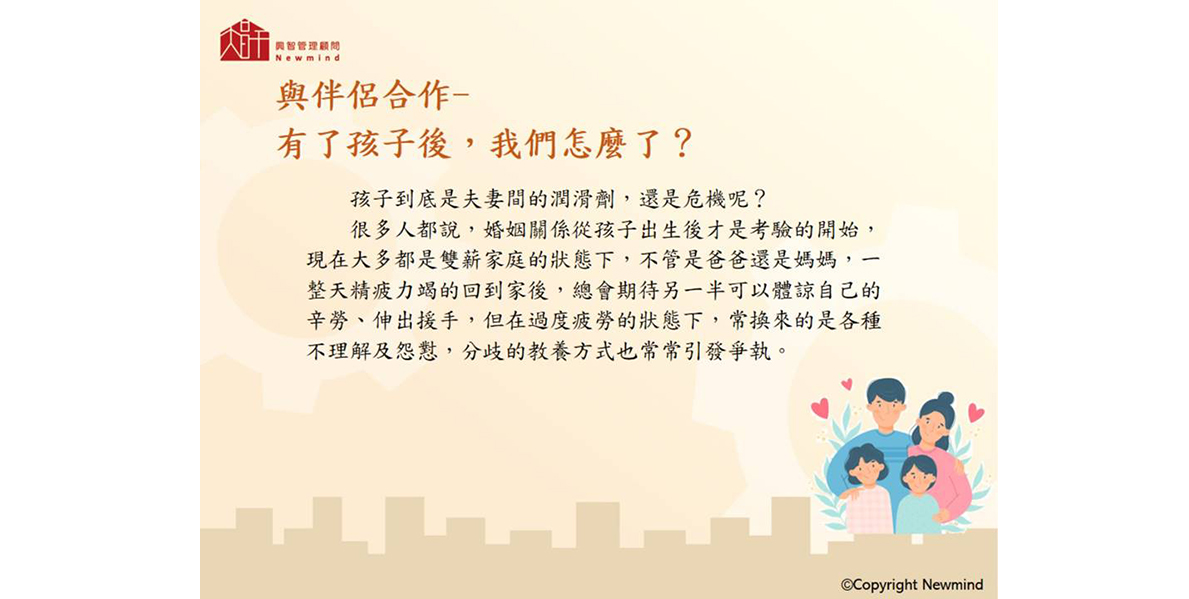 興智管理顧問
Newmind
與伴侶合作-
有了孩子後，我們怎麼了？
孩子到底是夫妻間的潤滑劑，還是危機呢？
很多人都說，婚姻關係從孩子出生後才是考驗的開始，
現在大多都是雙薪家庭的狀態下，不管是爸爸還是媽媽，一
整天精疲力竭的回到家後，總會期待另一半可以體諒自己的
辛勞、伸出援手，但在過度疲勞的狀態下，常換來的是各種
不理解及怨懟，分歧的教養方式也常常引發爭執。
©Copyright Newmind